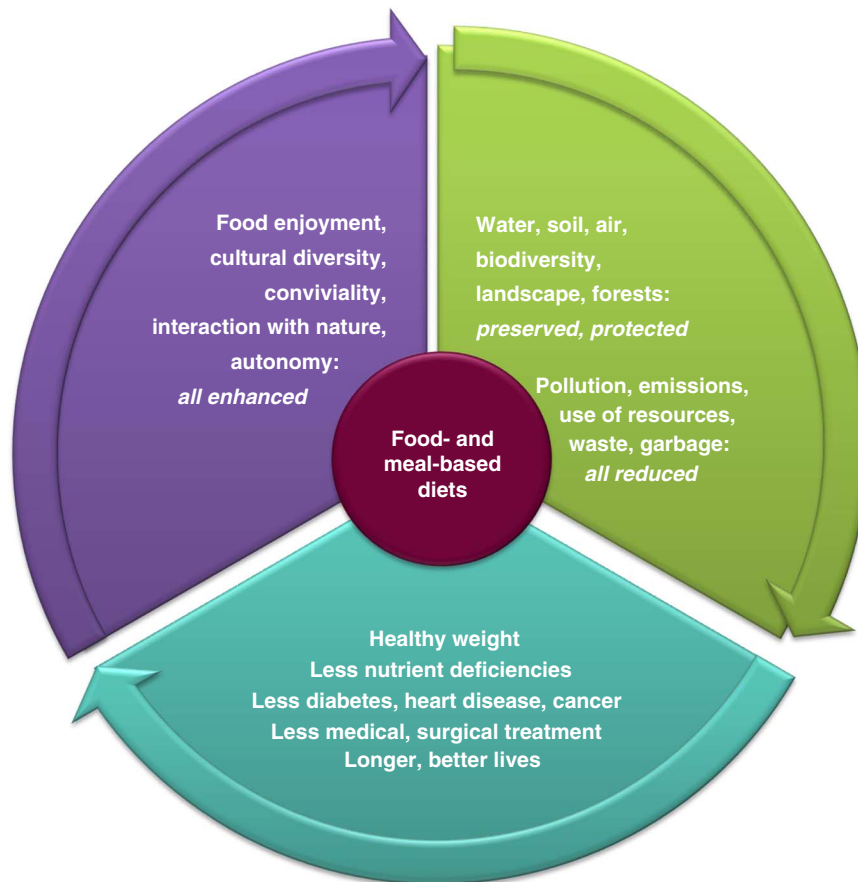 Food enjoyment,
cultural diversity,
conviviality,
interaction with nature,
autonomy:
all enhanced
Water, soil, air,
biodiversity,
landscape, forests:
preserved, protected
Pollution, emissions,
use of resources,
waste, garbage:
all reduced
Food- and
meal-based
diets
Healthy weight
Less nutrient deficiencies
Less diabetes, heart disease, cancer
Less medical, surgical treatment
Longer, better lives